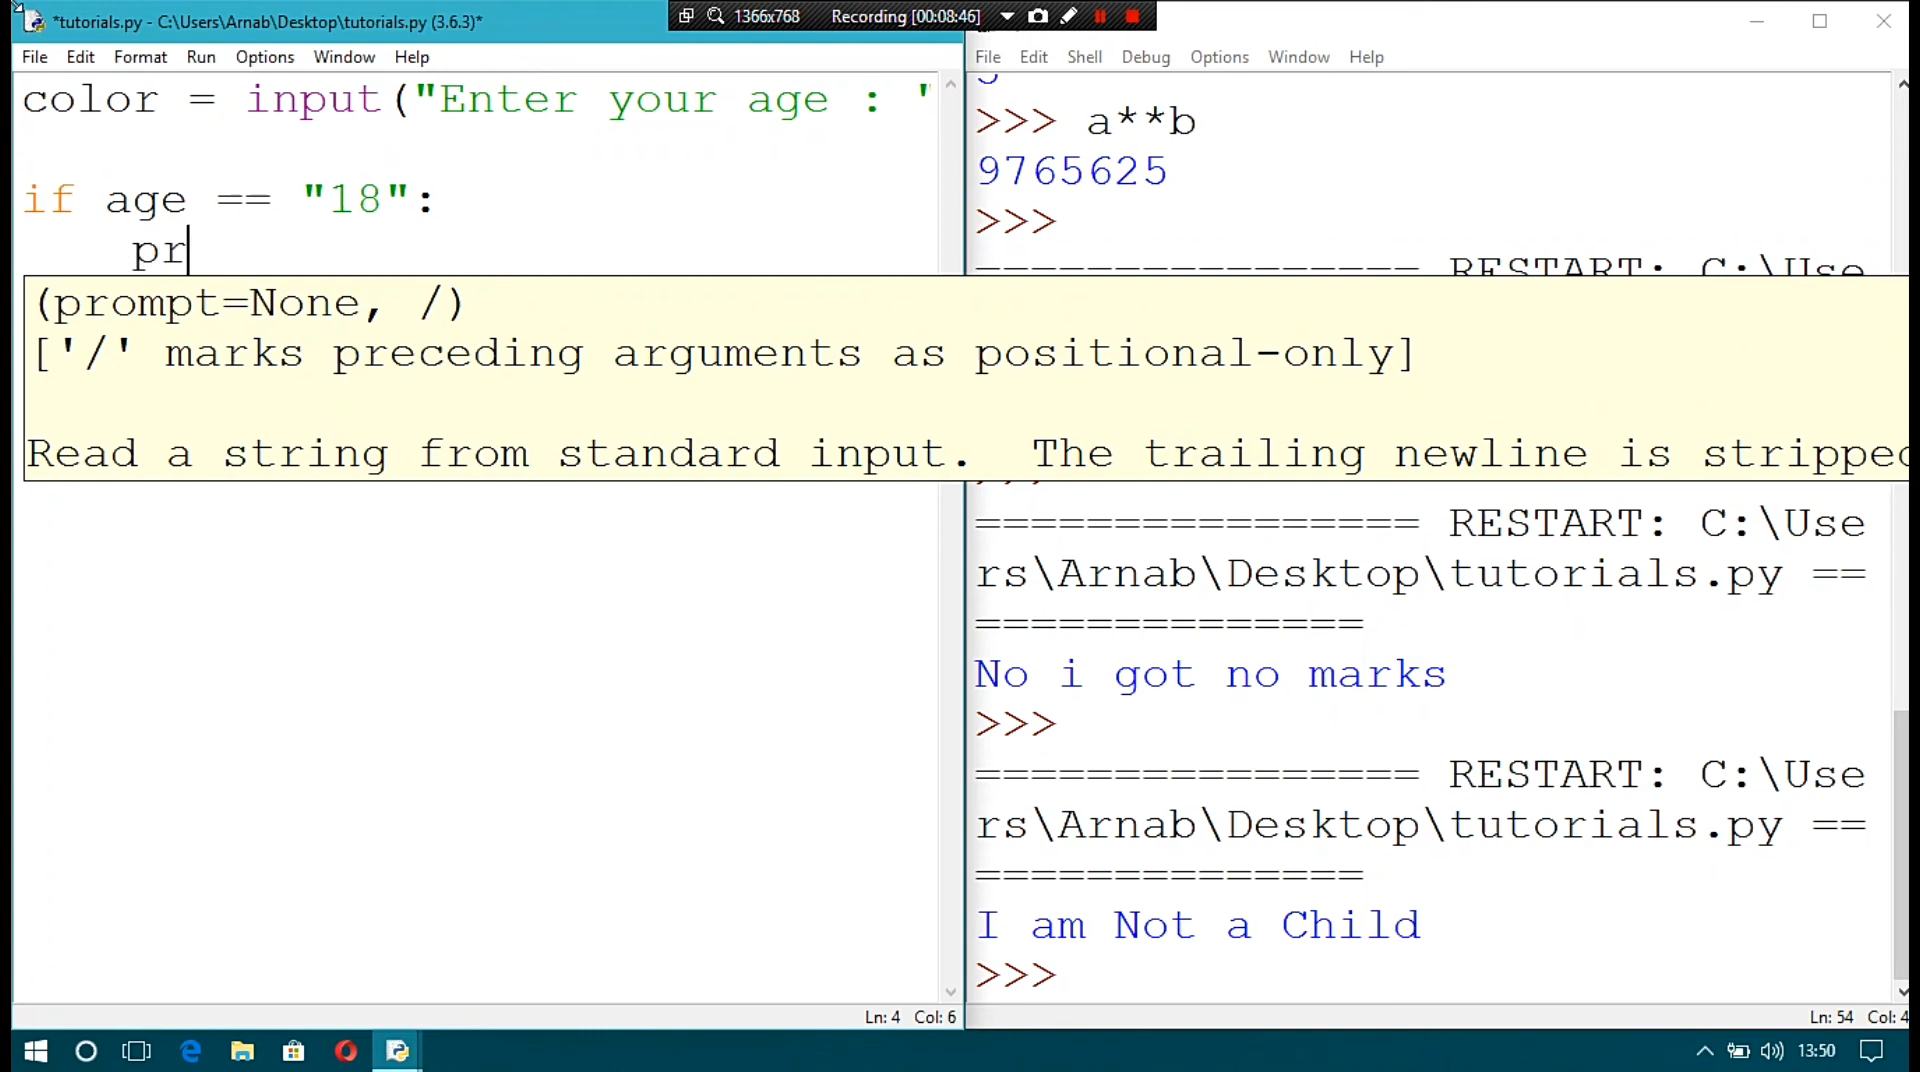 *tutorials.py - C:\Users\Arnab\Desktop\tutorials.py (3.6.3)*
1366x768 Recording [00:08:46]
File Edit Format Run Options Window Help
color = input("Enter your age : "
if age == "18":
pr
(prompt=None, /)
['/' marks preceding arguments as positional-only]
Read a string from standard input. The trailing newline is stripped
Ln: 4 Col: 6
File Edit Shell Debug Options Window Help
>>> a**b
9765625
>>>
================ RESTART: C:\Use
================ RESTART: C:\Use
rs\Arnab\Desktop\tutorials.py ==
==============
No i got no marks
>>>
================ RESTART: C:\Use
rs\Arnab\Desktop\tutorials.py ==
==============
I am Not a Child
>>>
Ln: 54 Col: 4
13:50